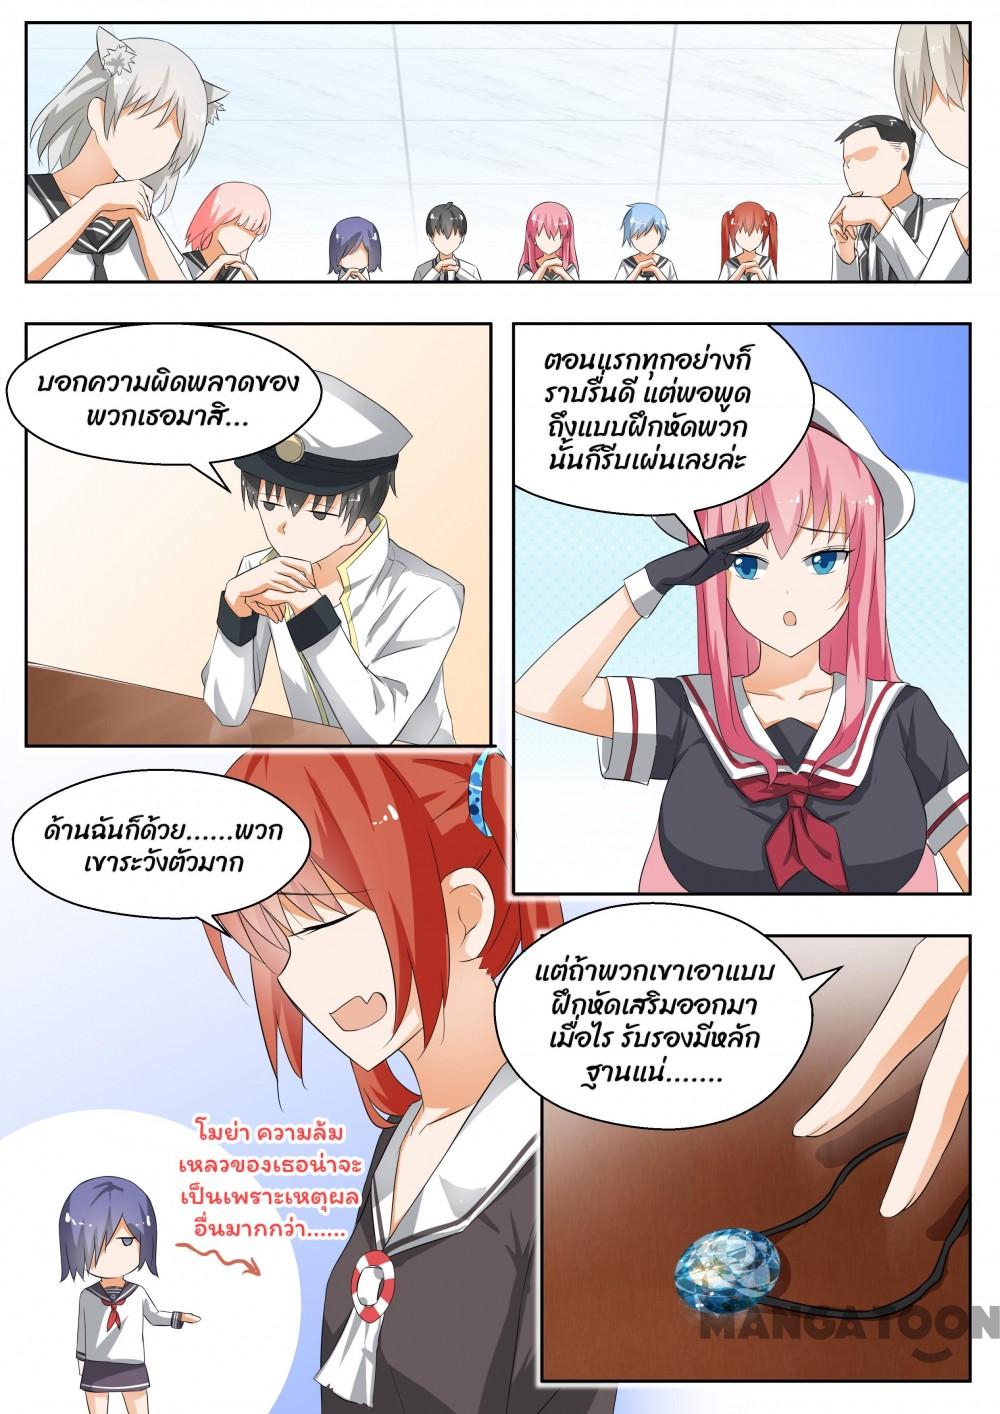 บอกความผิดพลาดของ
พวกเธอมาสิ...
ตอนแรกทุกอย่างก็
ราบรื่นดี แต่พอพูด
ถึงแบบฝึกหัดพวก
นั้นก็รีบเผ่นเลยล่ะ
ด้านฉันก็ด้วย......พวก
เขาระวังตัวมาก
แต่ถ้าพวกเขาเอาแบบ
ฝึกหัดเสริมออกมา
เมื่อไร รับรองมีหลัก
ฐานแน่.......
โมย่า ความล้ม
เหลวของเธอน่าจะ
เป็นเพราะเหตุผล
อื่นมากกว่า......
MANGATOON